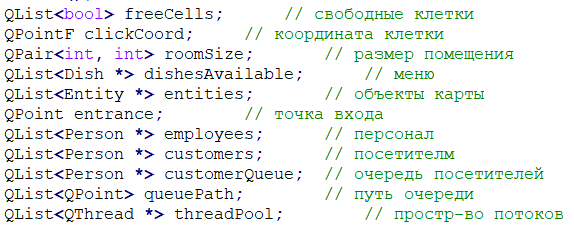 QList<bool> freeCells;       // свободные клетки
QPointF clickCoord;     // координата клетки
QPair<int, int> roomSize;       // размер помещения
QList<Dish *> dishesAvailable;      // меню
QList<Entity *> entities;       // объекты карты
QPoint entrance;        // точка входа
QList<Person *> employees;      // персонал
QList<Person *> customers;      // посетителм
QList<Person *> customerQueue;  // очередь посетителей
QList<QPoint> queuePath;        // путь очереди
QList<QThread *> threadPool;        // простр-во потоков